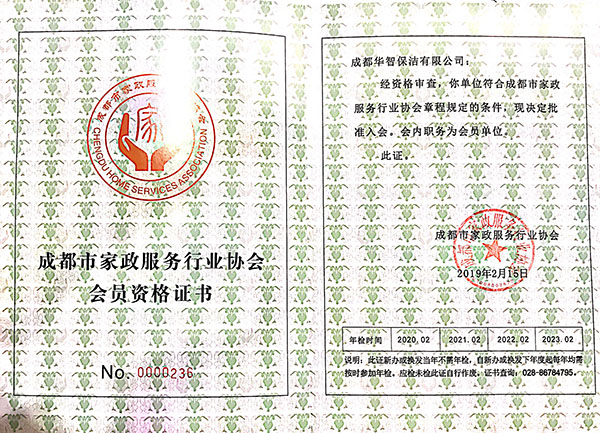 成都市家政服务行业协会
家
CHENGDU HOME SERVICES ASSOCIATION
成都市家政服务行业协会
会员资格证书
No. 0000236
成都华智保洁有限公司：
经资格审查，你单位符合成都市家政
服务行业协会章程规定的条件，现决定批
准入会。会内职务为会员单位。
此证。
成都市家政服务行业协会
2019年2月15日
年检时间 2020.02 2021.02 2022.02 2023.02
说明：此证新办或换发当年不需年检，自新办或换发下年度起每年均需
按时参加年检，应检未检此证自行作废。证书查询：028-86784795。